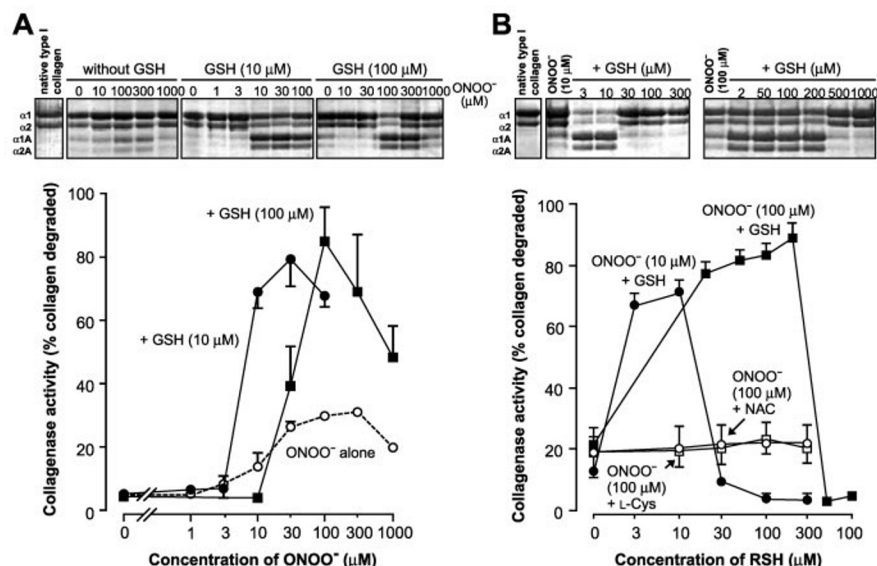 A
native type I
collagen
without GSH
GSH (10 μM)
GSH (100 μM)
0 10 100 300 1000
0 1 3 10 30 100
0 10 30 100 300 1000
ONOO⁻
(μM)
α1
α2
α1A
α2A
Collagenase activity (% collagen degraded)
100
80
60
40
20
0
+ GSH (100 μM)
+ GSH (10 μM)
ONOO⁻ alone
0 1 3 10 30 100 300 1000
Concentration of ONOO⁻ (μM)
B
native type I
collagen
ONOO⁻
(10 μM)
+ GSH (μM)
3 10 30 100 300
ONOO⁻
(100 μM)
+ GSH (μM)
2 50 100 200 500 1000
α1
α2
α1A
α2A
Collagenase activity (% collagen degraded)
100
80
60
40
20
0
ONOO⁻ (100 μM)
+ GSH
ONOO⁻ (10 μM)
+ GSH
ONOO⁻
(100 μM)
+ NAC
ONOO⁻
(100 μM)
+ L-Cys
0 3 10 30 100 300 100
Concentration of RSH (μM)